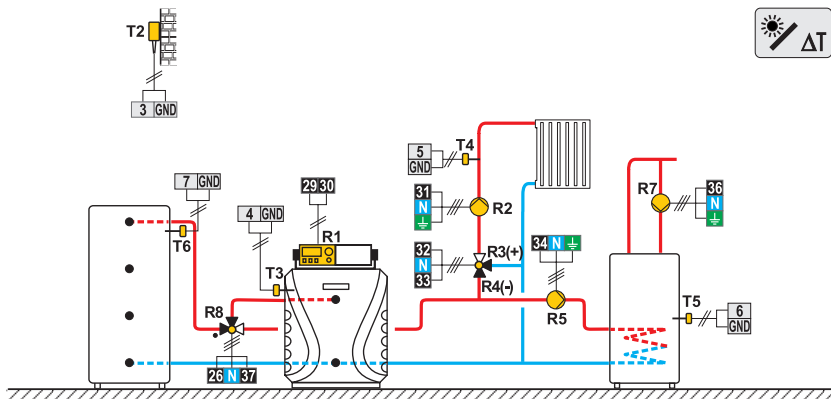 T2
ΔT
3 GND
5
GND
T4
7 GND
29 30
4 GND
31
N
R2
R7
36
N
R1
T6
32
N
33
R3(+)
34 N
T3
R4(-)
R8
R5
T5
6
GND
26 N 37